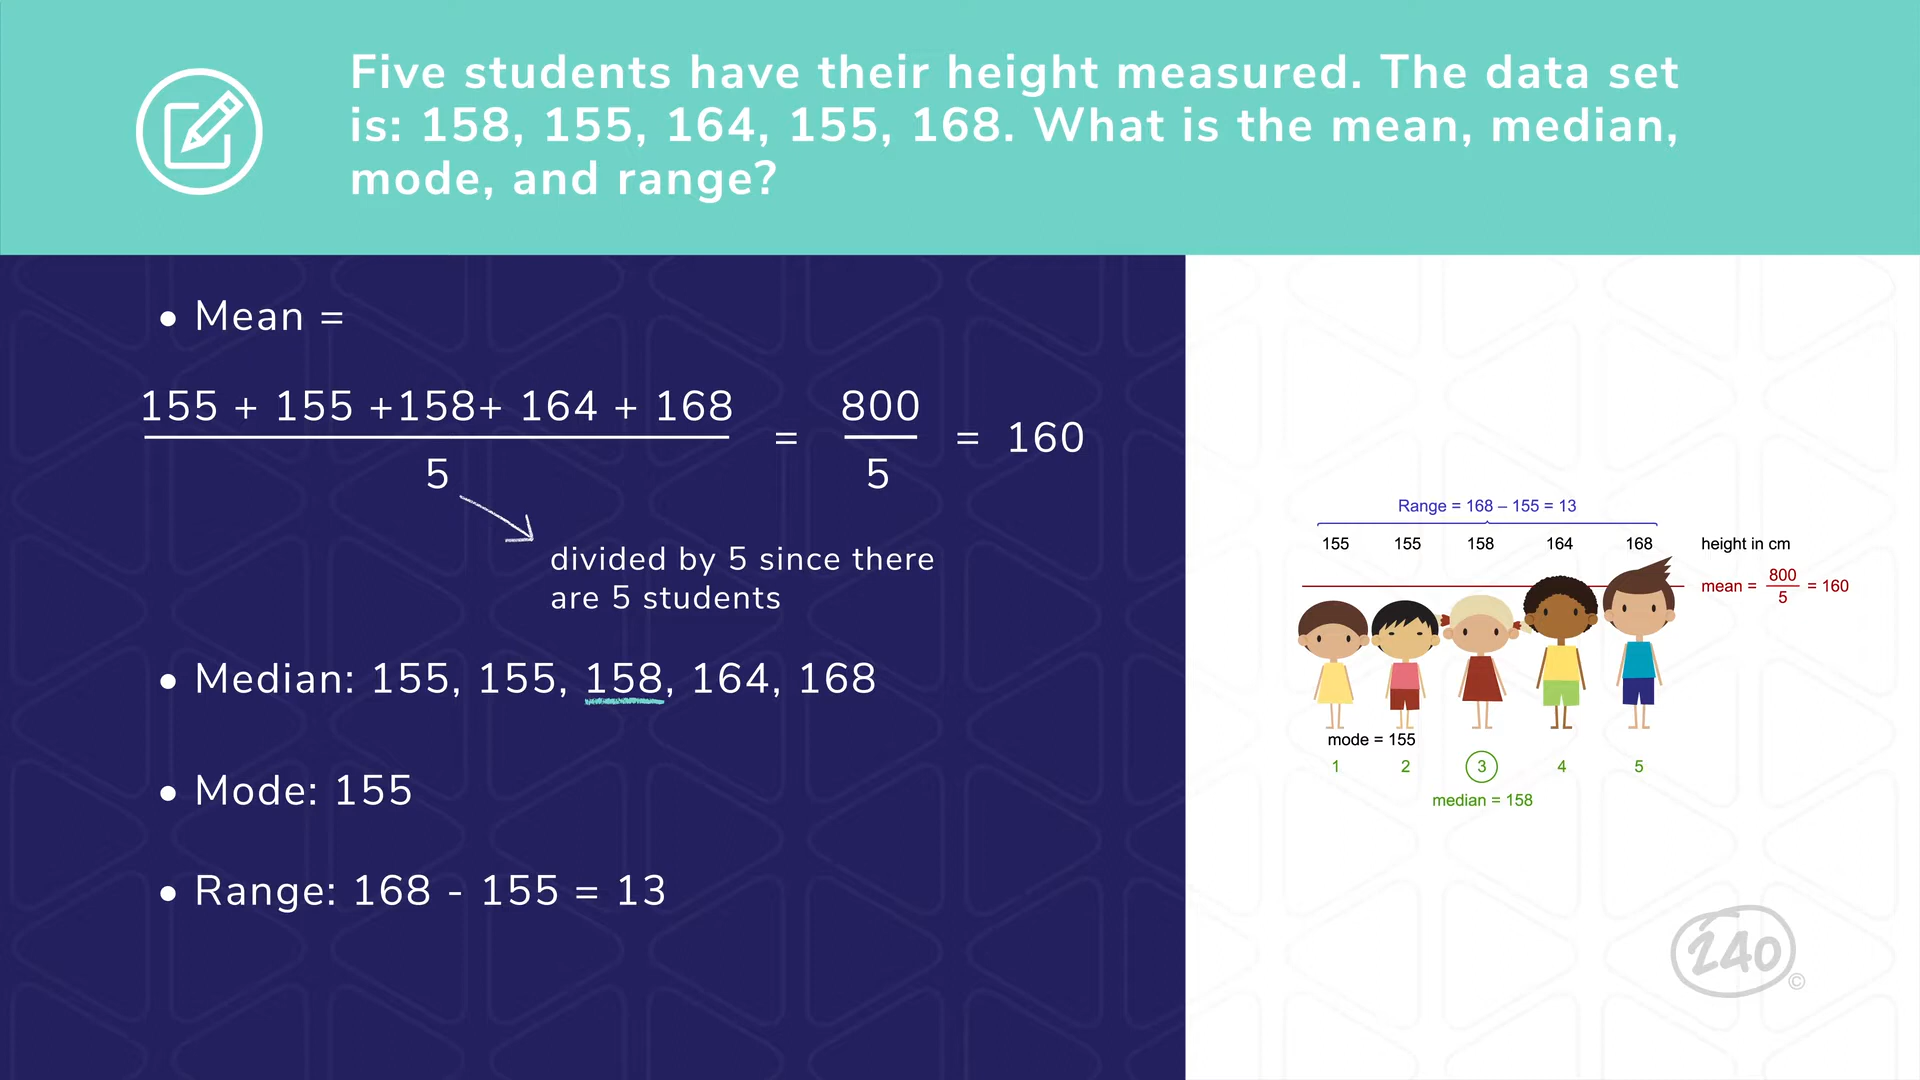 Five students have their height measured. The data set
is: 158, 155, 164, 155, 168. What is the mean, median,
mode, and range?
• Mean =
155 + 155 +158+ 164 + 168
5
=
800
5
= 160
divided by 5 since there
are 5 students
• Median: 155, 155, 158, 164, 168
• Mode: 155
• Range: 168 - 155 = 13
Range = 168 – 155 = 13
155 155 158 164 168 height in cm
mean = 800/5 = 160
mode = 155
1 2 3 4 5
median = 158
240 ©